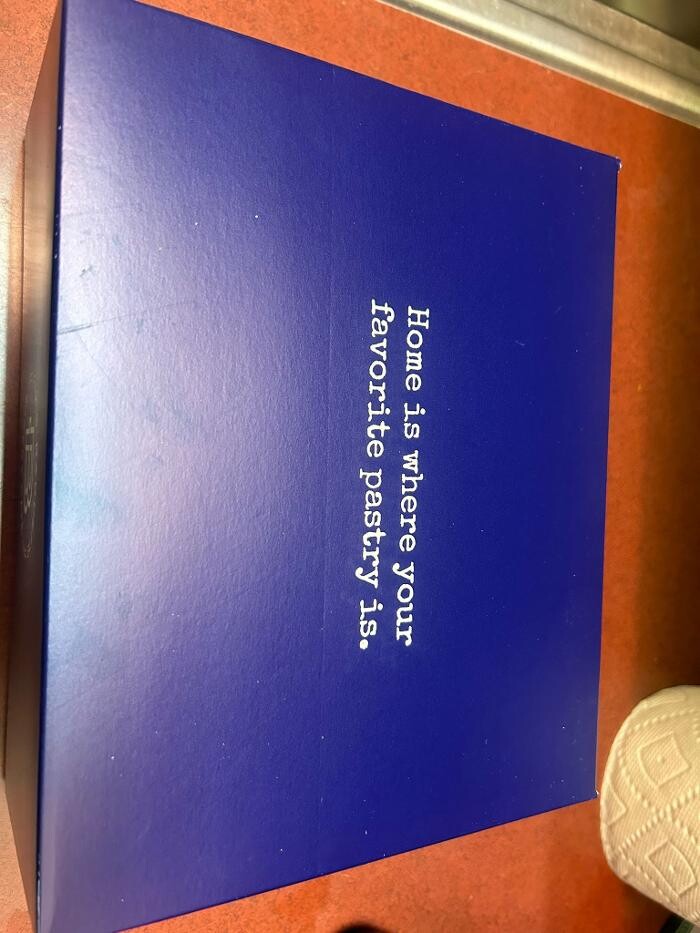 Home is where your
favorite pastry is.